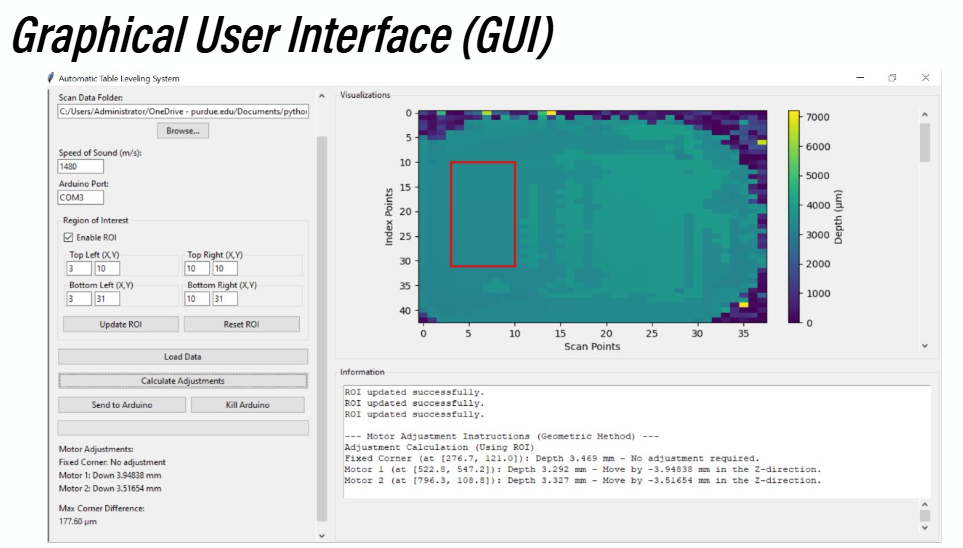 Graphical User Interface (GUI)
Automatic Table Leveling System
Scan Data Folder:
C:/Users/Administrator/OneDrive - purdue.edu/Documents/pythor
Browse...
Speed of Sound (m/s):
1480
Arduino Port:
COM3
Region of Interest
Enable ROI
Top Left (X,Y) Top Right (X,Y)
3 10 10 10
Bottom Left (X,Y) Bottom Right (X,Y)
3 31 10 31
Update ROI Reset ROI
Load Data
Calculate Adjustments
Send to Arduino Kill Arduino
Motor Adjustments:
Fixed Corner: No adjustment
Motor 1: Down 3.94838 mm
Motor 2: Down 3.51654 mm
Max Corner Difference:
177.60 μm
Visualizations
Index Points
0
5
10
15
20
25
30
35
40
0 5 10 15 20 25 30 35
Scan Points
7000
6000
5000
4000
3000
2000
1000
0
Depth (μm)
Information
ROI updated successfully.
ROI updated successfully.
ROI updated successfully.
--- Motor Adjustment Instructions (Geometric Method) ---
Adjustment Calculation (Using ROI)
Fixed Corner (at [276.7, 121.0]): Depth 3.469 mm - No adjustment required.
Motor 1 (at [522.8, 547.2]): Depth 3.292 mm - Move by -3.94838 mm in the Z-direction.
Motor 2 (at [796.3, 108.8]): Depth 3.327 mm - Move by -3.51654 mm in the Z-direction.